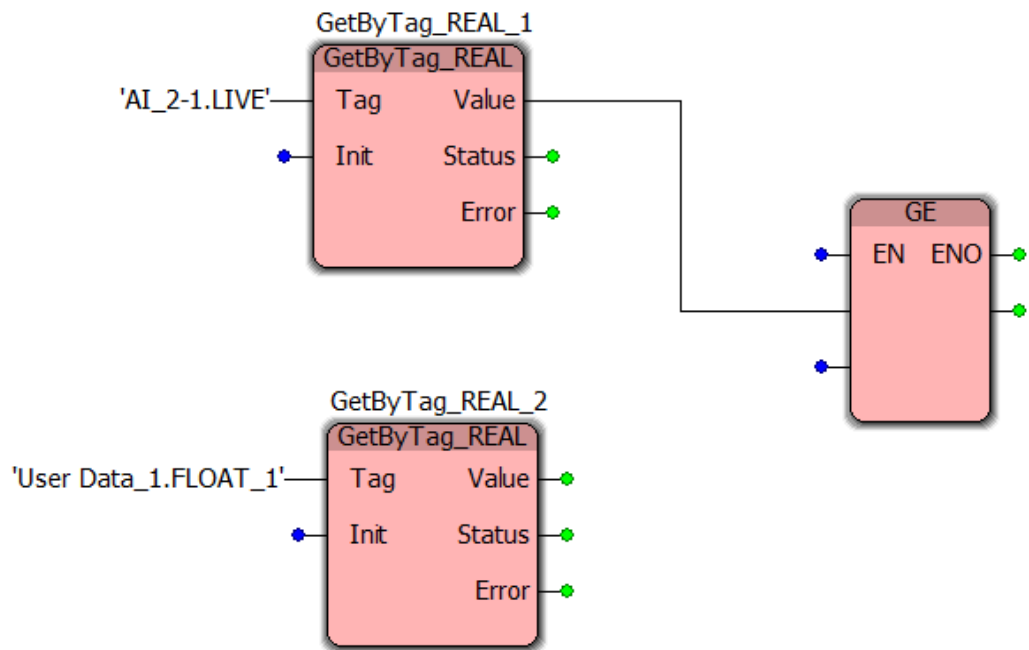 GetByTag_REAL_1
GetByTag_REAL
'AI_2-1.LIVE' Tag Value
Init Status
Error
GE
EN ENO
GetByTag_REAL_2
GetByTag_REAL
'User Data_1.FLOAT_1' Tag Value
Init Status
Error